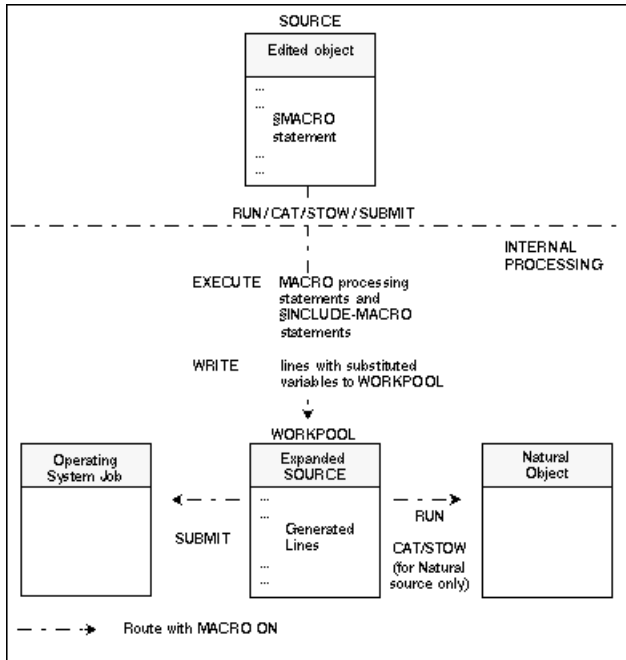 SOURCE
Edited object
...
...
§MACRO
statement
...
...
RUN/CAT/STOW/SUBMIT
INTERNAL
PROCESSING
EXECUTE MACRO processing
statements and
§INCLUDE-MACRO
statements
WRITE lines with substituted
variables to WORKPOOL
WORKPOOL
Operating
System Job
Expanded
SOURCE
...
...
Generated
Lines
...
...
Natural
Object
SUBMIT
RUN
CAT/STOW
(for Natural
source only)
Route with MACRO ON